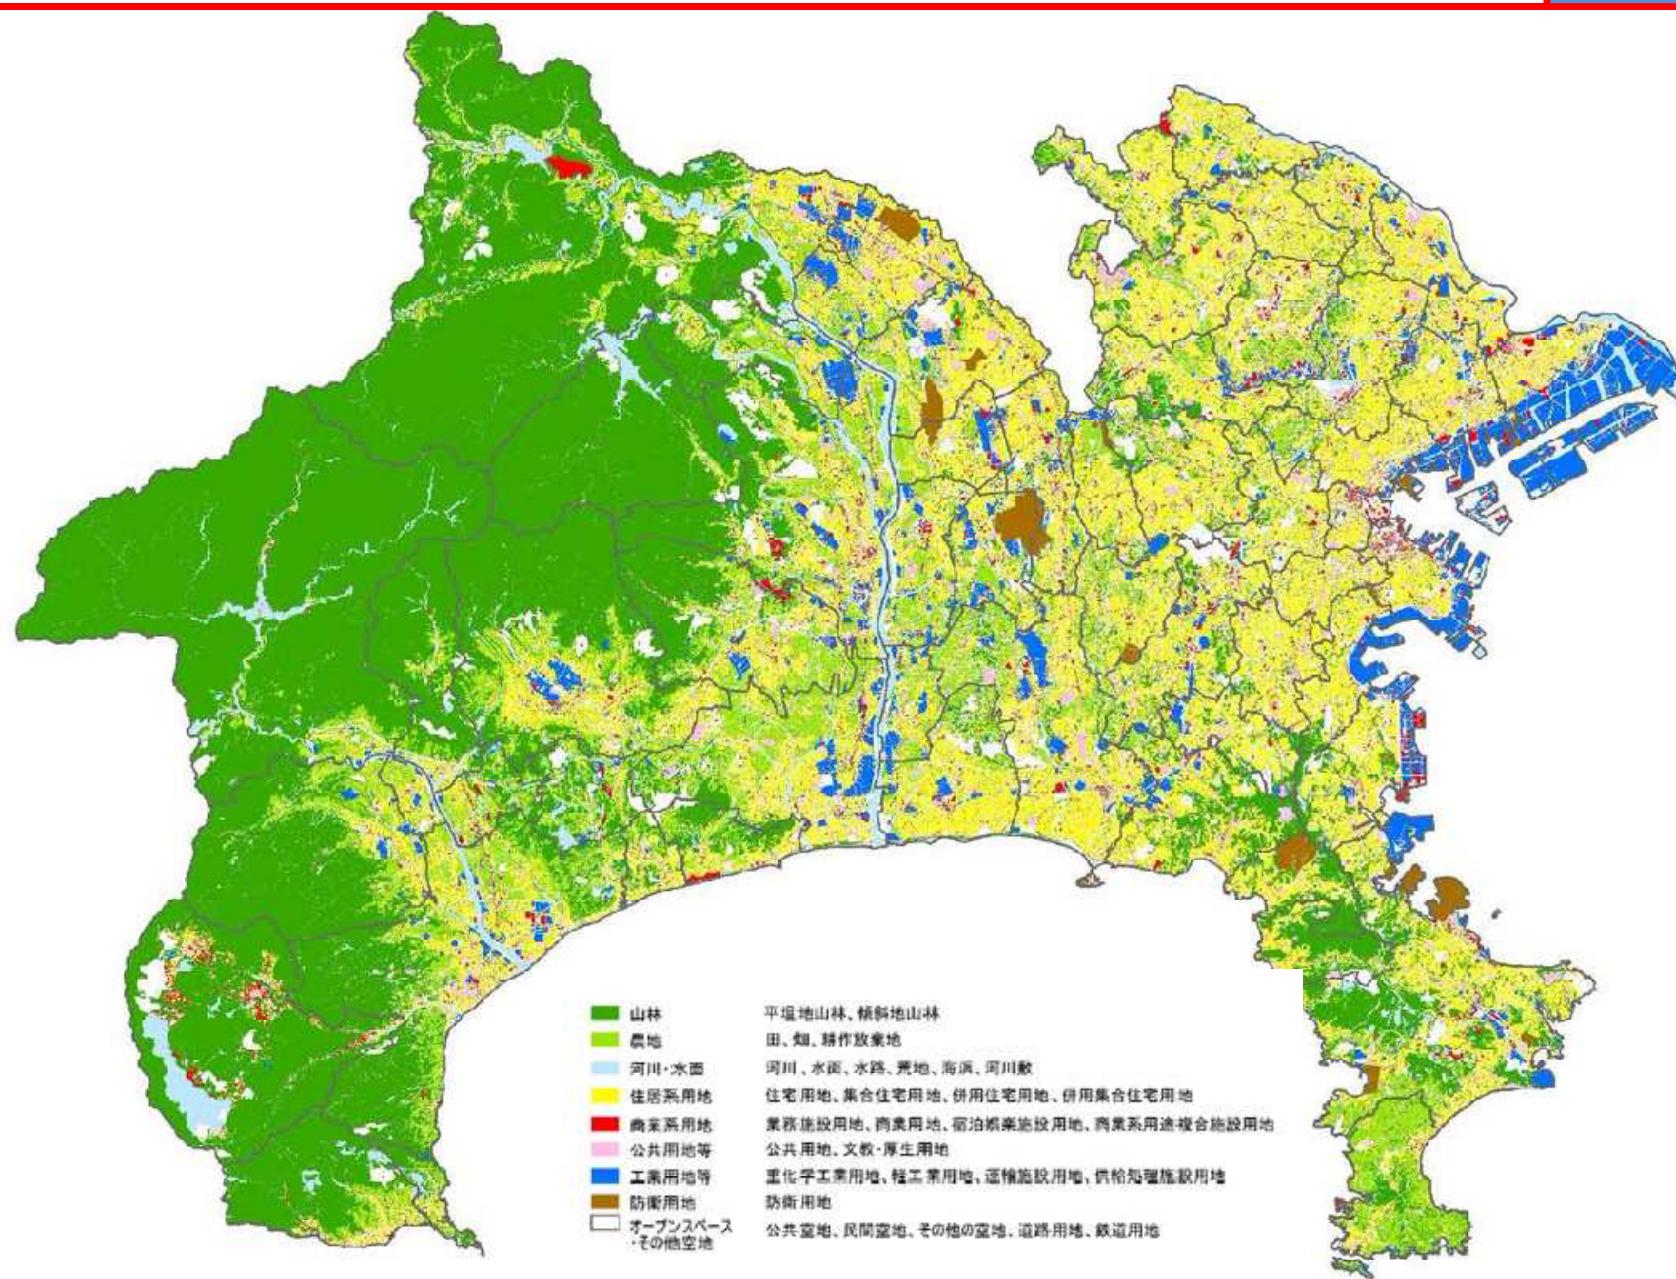 山林 平坦地山林、傾斜地山林
農地 田、畑、耕作放棄地
河川・水面 河川、水面、水路、荒地、海浜、河川敷
住居系用地 住宅用地、集合住宅用地、併用住宅用地、併用集合住宅用地
商業系用地 業務施設用地、商業用地、宿泊娯楽施設用地、商業系用途複合施設用地
公共用地等 公共用地、文教・厚生用地
工業用地等 重化学工業用地、軽工業用地、運輸施設用地、供給処理施設用地
防衛用地 防衛用地
オープンスペース
・その他空地 公共空地、民間空地、その他の空地、道路用地、鉄道用地